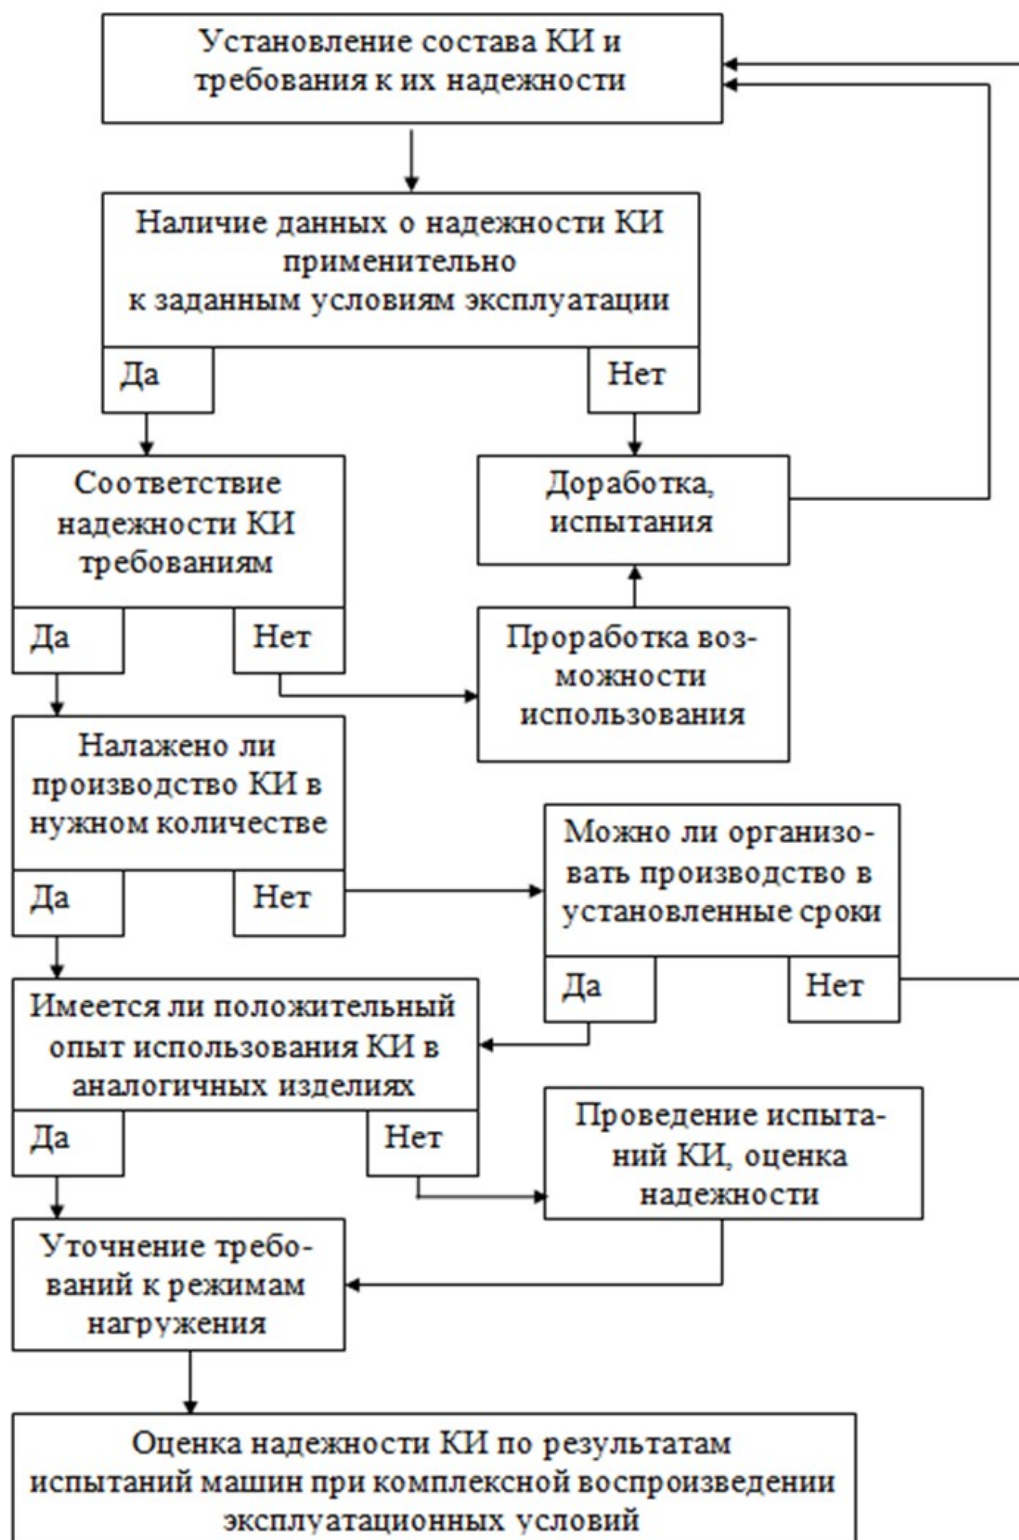 Установление состава КИ и
требования к их надежности
Наличие данных о надежности КИ
применительно
к заданным условиям эксплуатации
Да
Нет
Соответствие
надежности КИ
требованиям
Доработка,
испытания
Да
Нет
Проработка воз-
можности
использования
Налажено ли
производство КИ в
нужном количестве
Можно ли организо-
вать производство в
установленные сроки
Да
Нет
Да
Нет
Имеется ли положительный
опыт использования КИ в
аналогичных изделиях
Проведение испыта-
ний КИ, оценка
надежности
Да
Нет
Уточнение требо-
ваний к режимам
нагружения
Оценка надежности КИ по результатам
испытаний машин при комплексной воспроизведении
эксплуатационных условий